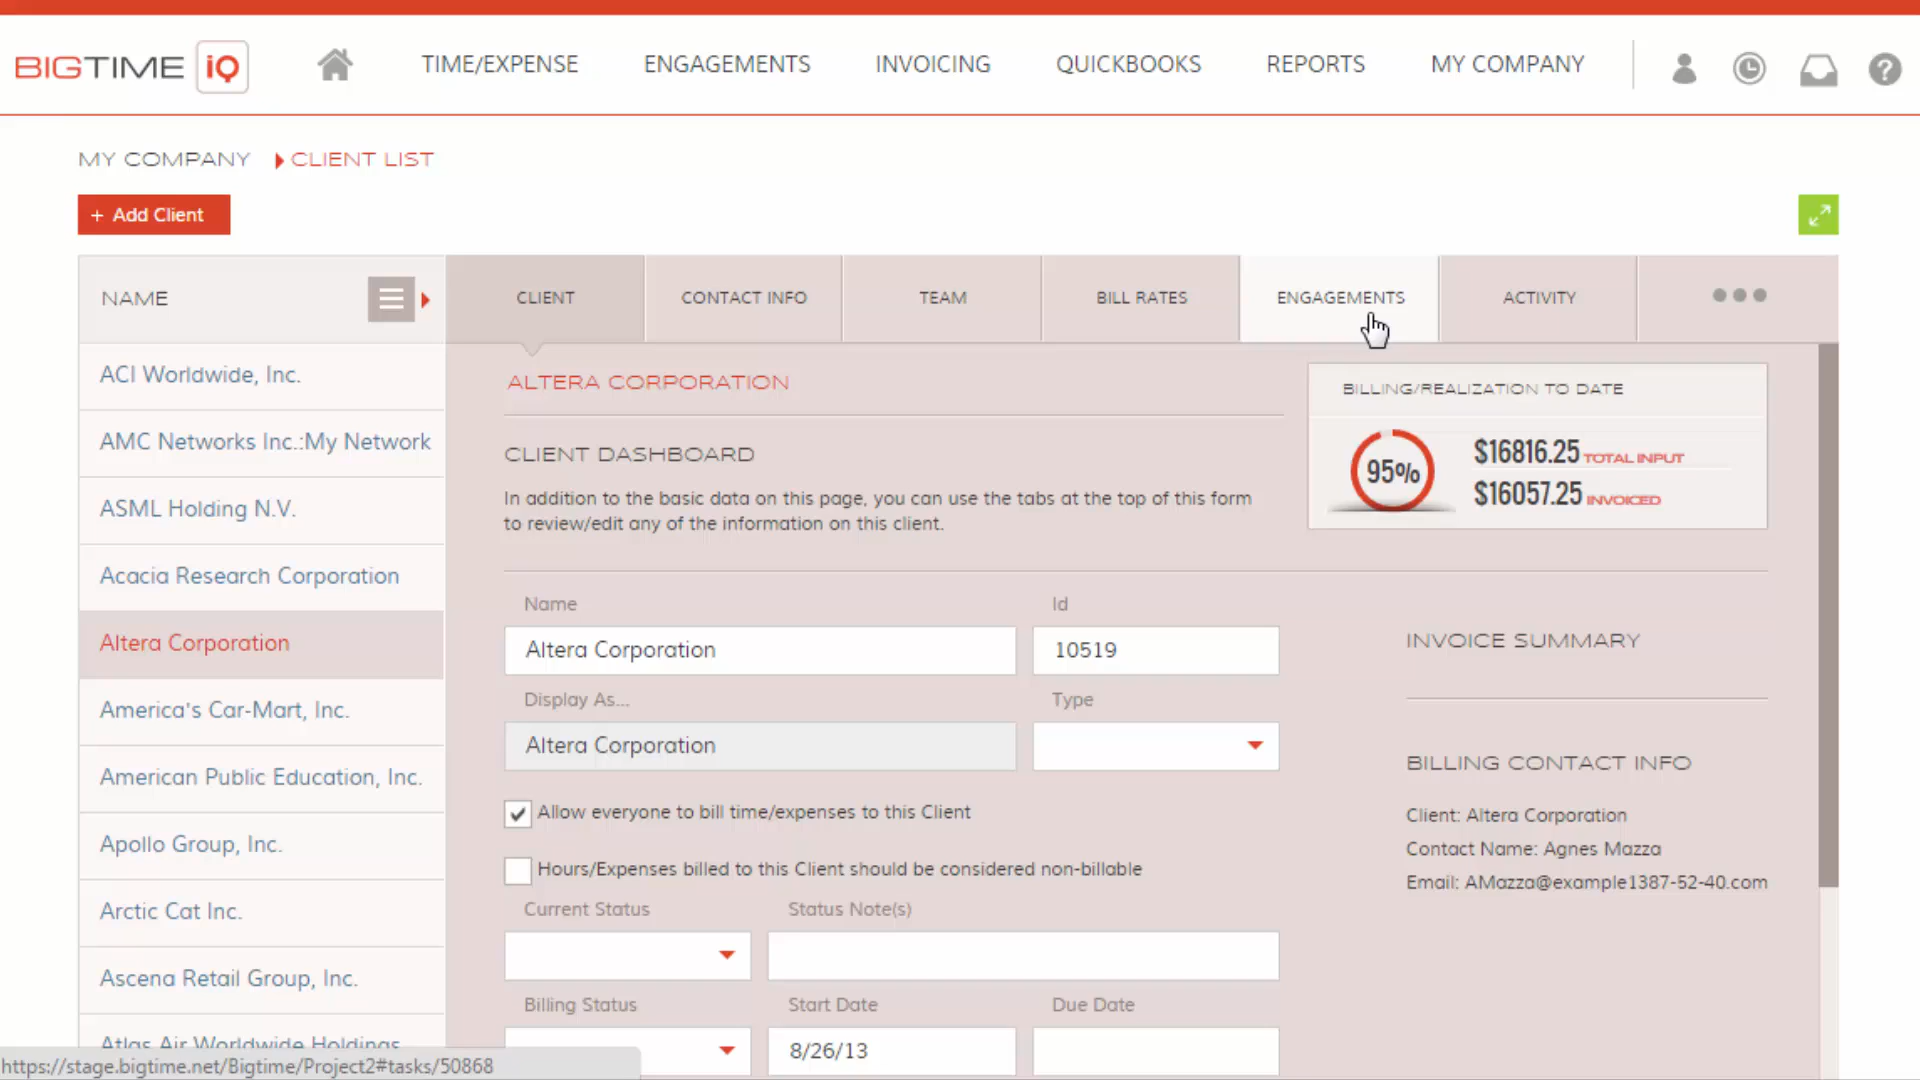 BIGTIME iQ
TIME/EXPENSE
ENGAGEMENTS
INVOICING
QUICKBOOKS
REPORTS
MY COMPANY
?
MY COMPANY
CLIENT LIST
+ Add Client
NAME
CLIENT
CONTACT INFO
TEAM
BILL RATES
ENGAGEMENTS
ACTIVITY
ACI Worldwide, Inc.
AMC Networks Inc.:My Network
ASML Holding N.V.
Acacia Research Corporation
Altera Corporation
America's Car-Mart, Inc.
American Public Education, Inc.
Apollo Group, Inc.
Arctic Cat Inc.
Ascena Retail Group, Inc.
Atlas Air Worldwide Holdings
ALTERA CORPORATION
CLIENT DASHBOARD
In addition to the basic data on this page, you can use the tabs at the top of this form
to review/edit any of the information on this client.
BILLING/REALIZATION TO DATE
95%
$16816.25 TOTAL INPUT
$16057.25 INVOICED
Name
Id
Altera Corporation
10519
Display As...
Type
Altera Corporation
Allow everyone to bill time/expenses to this Client
Hours/Expenses billed to this Client should be considered non-billable
Current Status
Status Note(s)
Billing Status
Start Date
Due Date
8/26/13
INVOICE SUMMARY
BILLING CONTACT INFO
Client: Altera Corporation
Contact Name: Agnes Mazza
Email: AMazza@example1387-52-40.com
https://stage.bigtime.net/Bigtime/Project2#tasks/50868